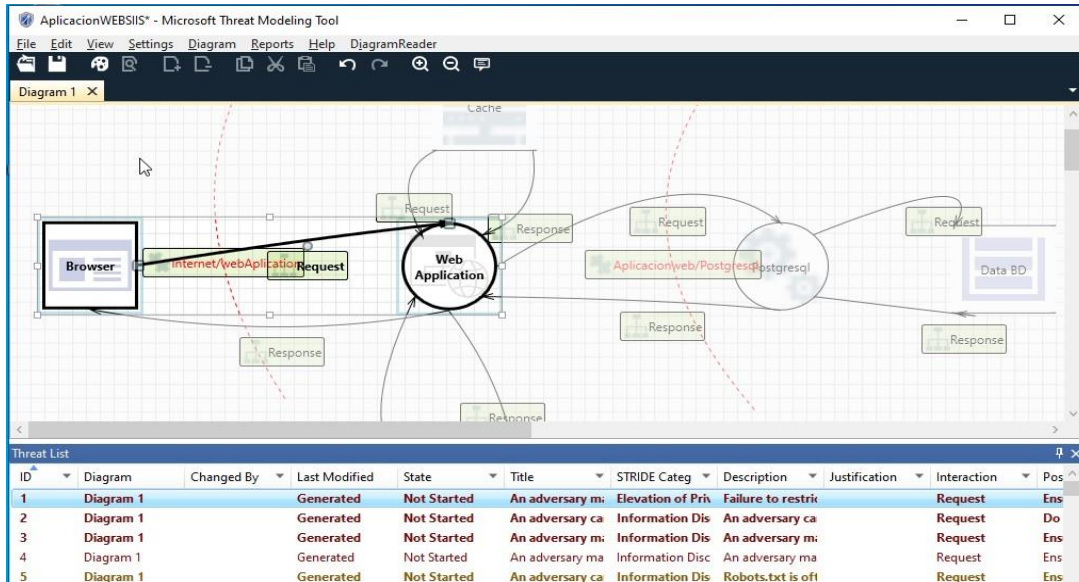 AplicacionWEBSIIS* - Microsoft Threat Modeling Tool
File Edit View Settings Diagram Reports Help DjagramReader
Diagram 1
Cache
Request
Response
Request
Request
Browser
Internet/webAplication
Request
Web
Application
Aplicacionweb/Postgresql
Postgresql
Data BD
Response
Response
Response
Response
Threat List
ID Diagram Changed By Last Modified State Title STRIDE Categ Description Justification Interaction Pos
1 Diagram 1 Generated Not Started An adversary ma Elevation of Priv Failure to restric Request Ens
2 Diagram 1 Generated Not Started An adversary ca Information Dis An adversary ca Request Do
3 Diagram 1 Generated Not Started An adversary ma Information Dis An adversary ma Request Ens
4 Diagram 1 Generated Not Started An adversary ma Information Disc An adversary ma Request Ens
5 Diagram 1 Generated Not Started An adversary ca Information Dis Robots.txt is oft Request Ens